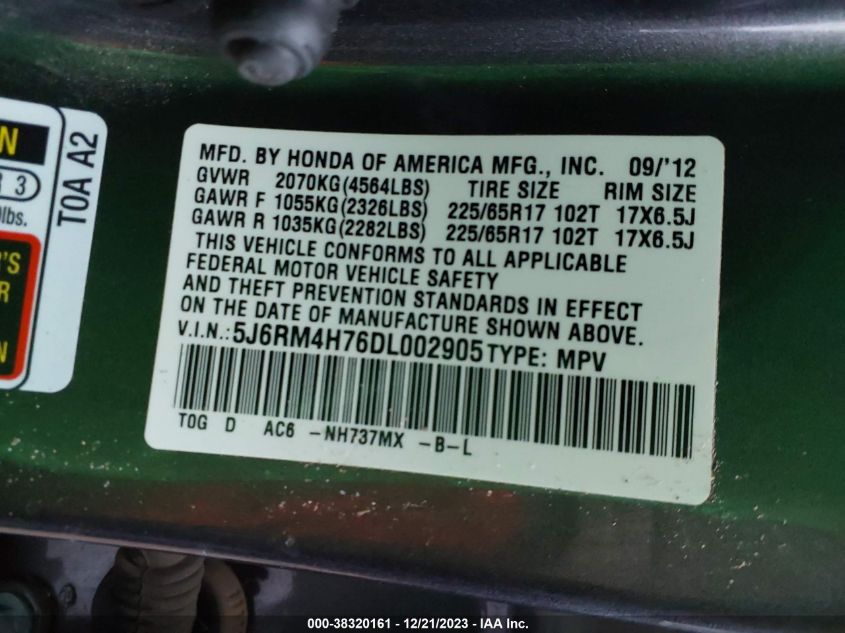 N
R 3
lbs.
R'S
R
N
T0A A2
MFD. BY HONDA OF AMERICA MFG., INC. 09/'12
GVWR 2070KG(4564LBS) TIRE SIZE RIM SIZE
GAWR F 1055KG(2326LBS) 225/65R17 102T 17X6.5J
GAWR R 1035KG(2282LBS) 225/65R17 102T 17X6.5J
THIS VEHICLE CONFORMS TO ALL APPLICABLE
FEDERAL MOTOR VEHICLE SAFETY
AND THEFT PREVENTION STANDARDS IN EFFECT
ON THE DATE OF MANUFACTURE SHOWN ABOVE.
V.I.N.:5J6RM4H76DL002905 TYPE: MPV
T0G D AC6 -NH737MX -B-L
000-38320161 - 12/21/2023 - IAA Inc.